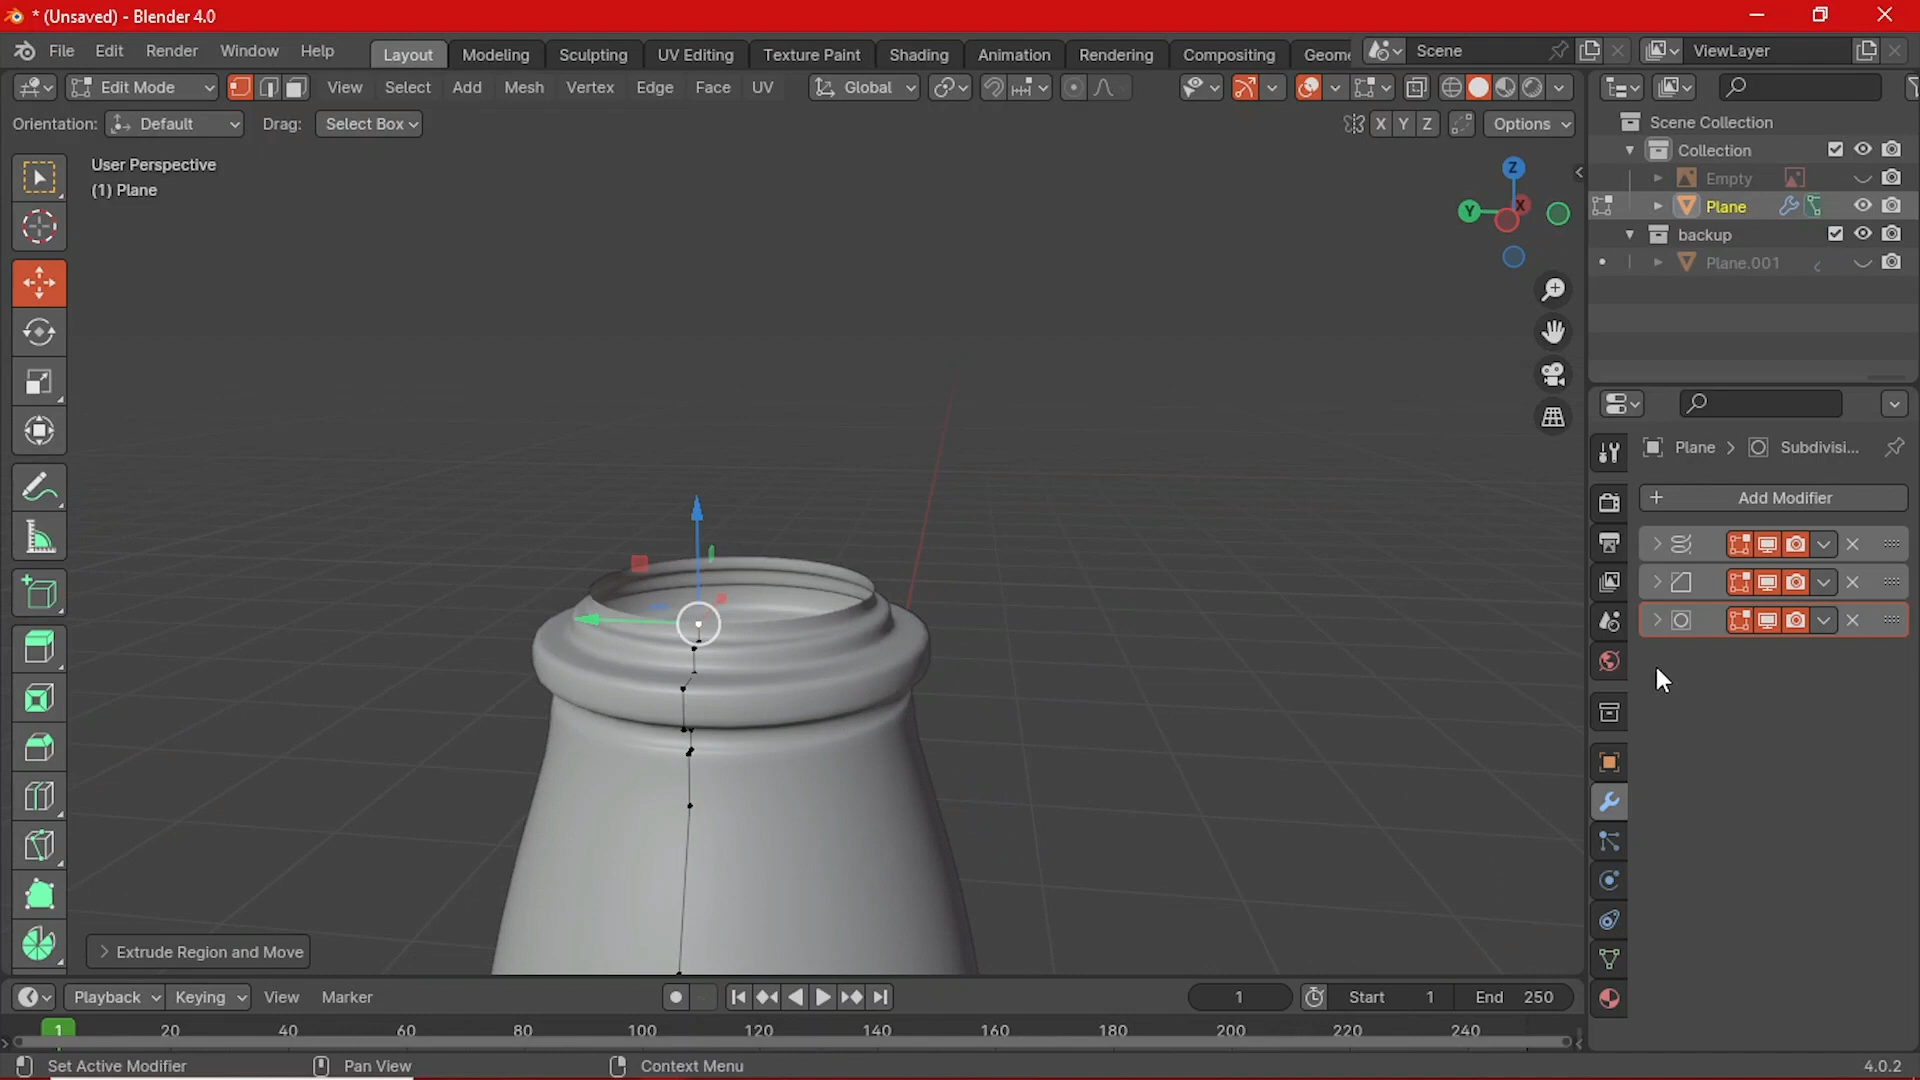 * (Unsaved) - Blender 4.0
File Edit Render Window Help Layout Modeling Sculpting UV Editing Texture Paint Shading Animation Rendering Compositing Geome Scene ViewLayer
Edit Mode View Select Add Mesh Vertex Edge Face UV Global
Orientation: Default Drag: Select Box X Y Z Options
User Perspective
(1) Plane
Z
Y X
Scene Collection
Collection
Empty
Plane
backup
Plane.001
Plane Subdivisi...
Add Modifier
Extrude Region and Move
Playback Keying View Marker 1 Start 1 End 250
1 20 40 60 80 100 120 140 160 180 200 220 240
Set Active Modifier Pan View Context Menu 4.0.2